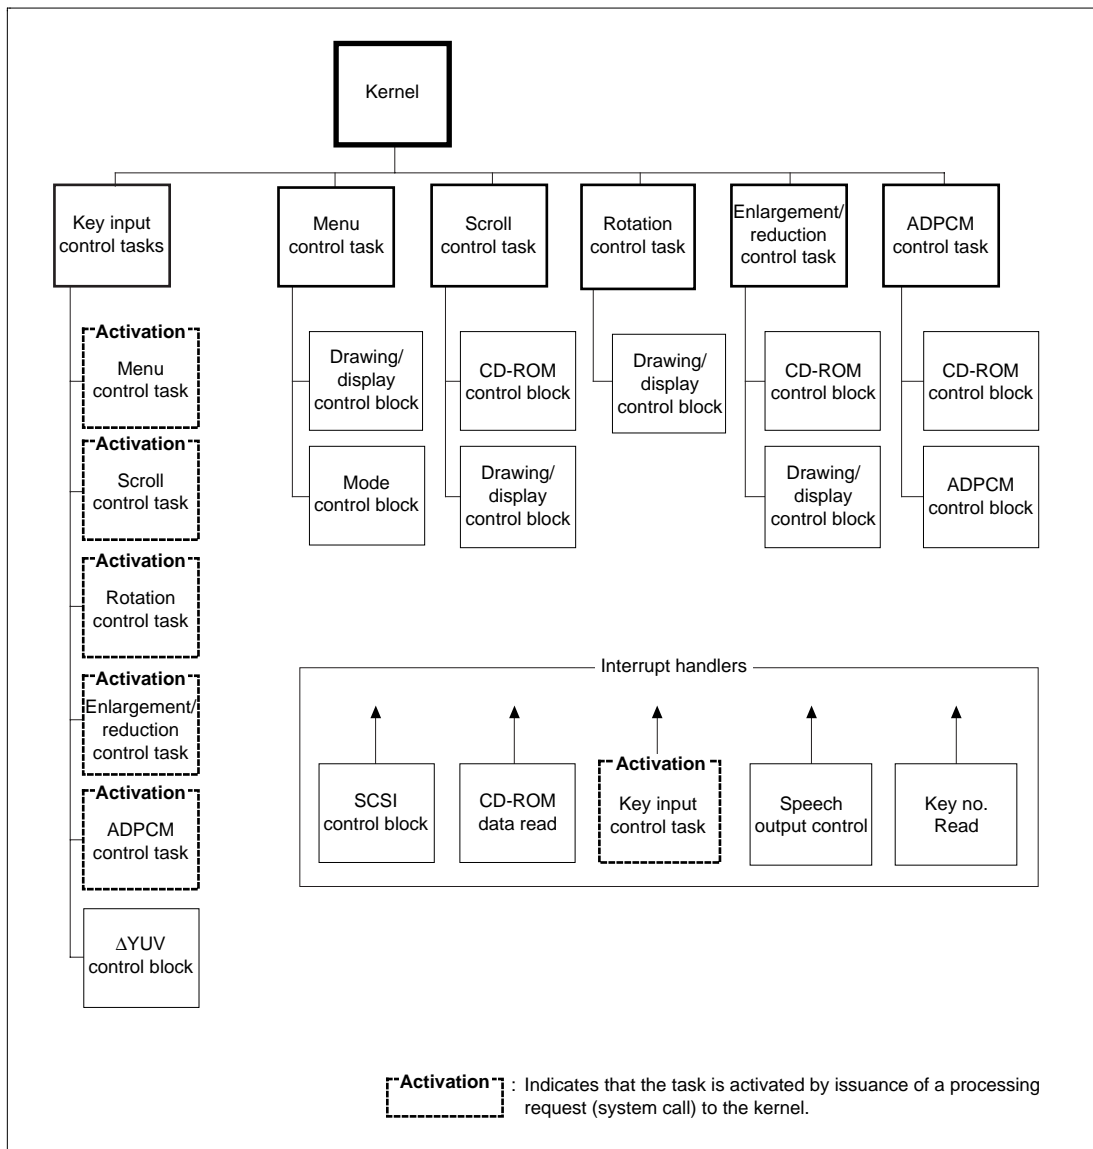 Kernel
Key input
control tasks
Menu
control task
Scroll
control task
Rotation
control task
Enlargement/
reduction
control task
ADPCM
control task
Activation
Menu
control task
Activation
Scroll
control task
Activation
Rotation
control task
Activation
Enlargement/
reduction
control task
Activation
ADPCM
control task
ΔYUV
control block
Drawing/
display
control block
Mode
control block
CD-ROM
control block
Drawing/
display
control block
Drawing/
display
control block
CD-ROM
control block
Drawing/
display
control block
CD-ROM
control block
ADPCM
control block
Interrupt handlers
SCSI
control block
CD-ROM
data read
Activation
Key input
control task
Speech
output control
Key no.
Read
Activation : Indicates that the task is activated by issuance of a processing
request (system call) to the kernel.